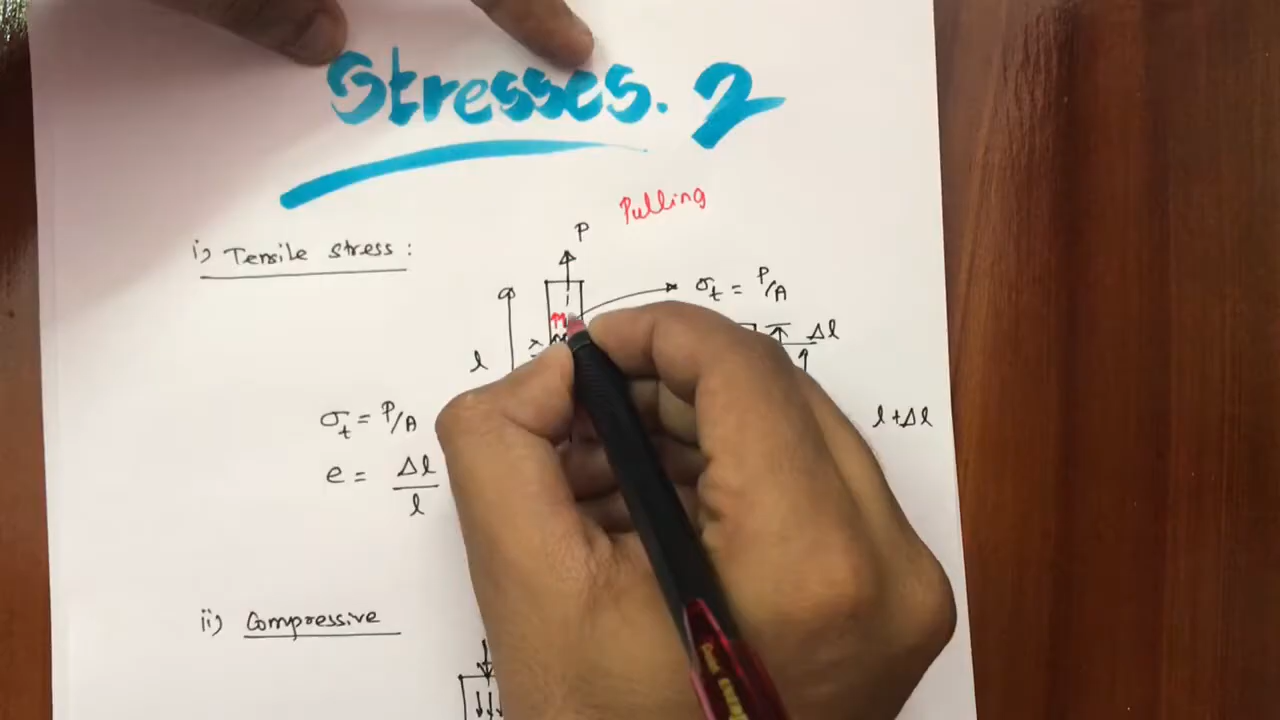 Stresses. 2
Pulling
P
i) Tensile stress:
σt = P/A
Δl
l
l + Δl
σt = P/A
e = Δl/l
ii) Compressive